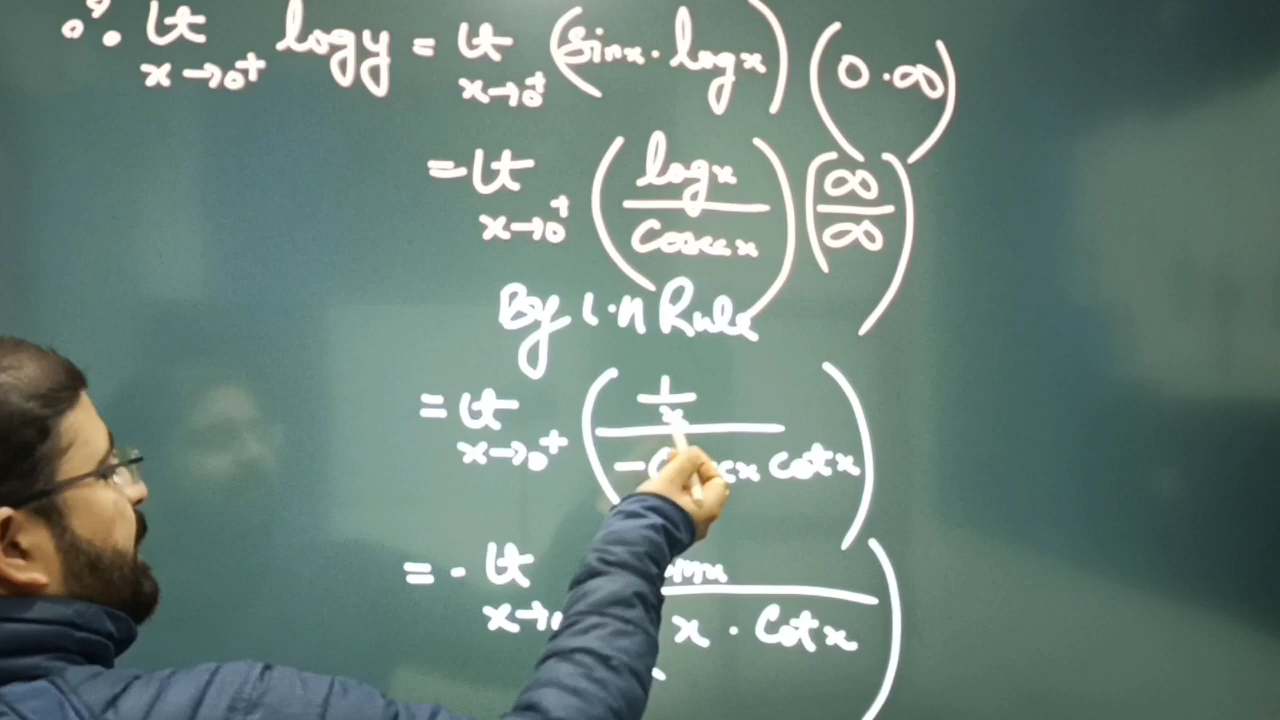 ∴ lt x→0⁺ logy = lt x→0⁺ (sinx · logx) (0 · ∞)
= lt x→0⁺ (logx / cosecx) (∞/∞)
By L.H Rule
= lt x→0⁺ ((1/x) / (- cotx))
= - lt x→ (sinx / (x · cotx))